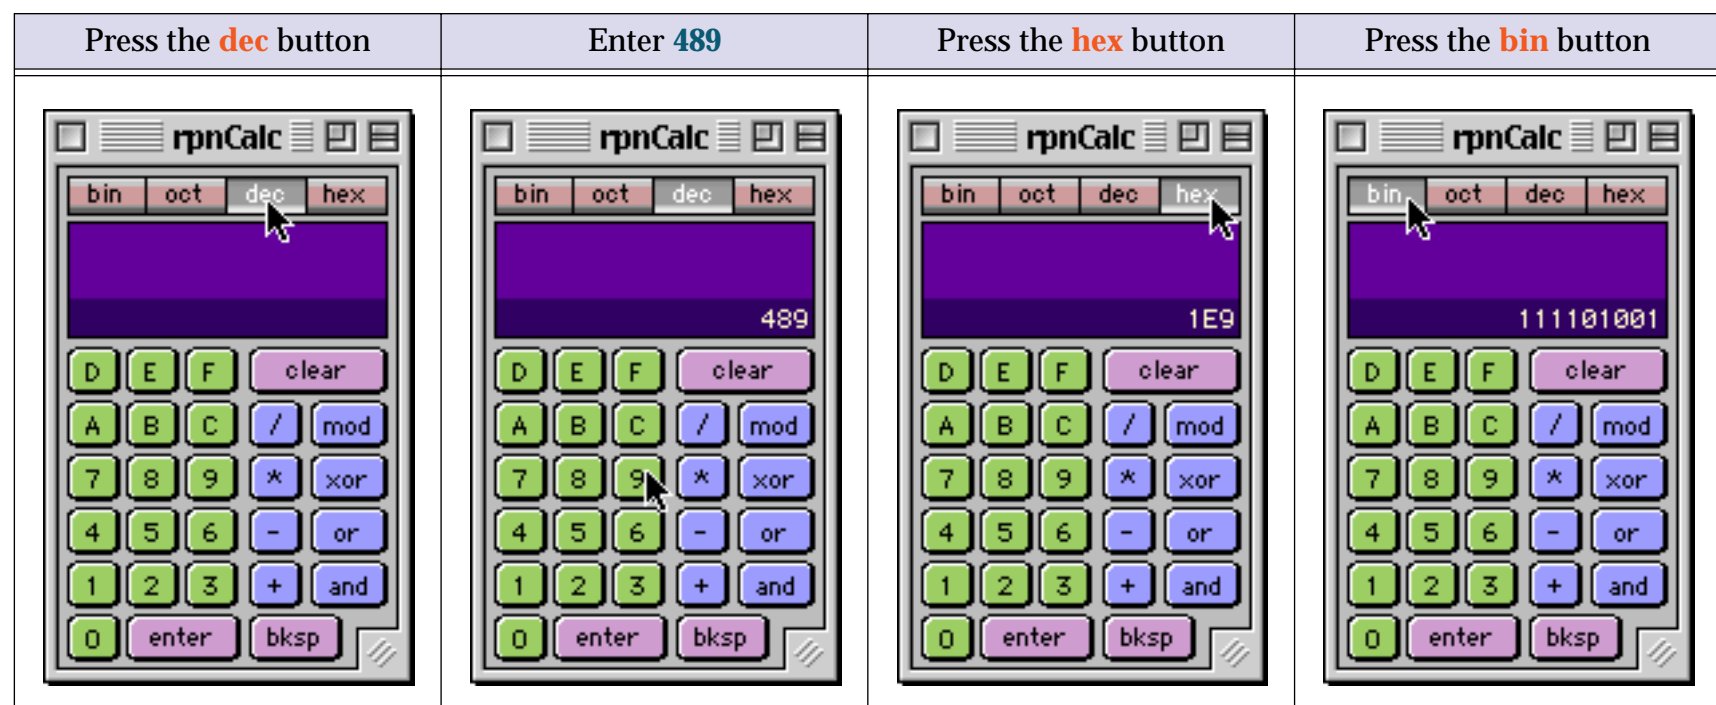 Press the dec button
Enter 489
Press the hex button
Press the bin button
rpnCalc
bin oct dec hex
D E F clear
A B C / mod
7 8 9 * xor
4 5 6 - or
1 2 3 + and
0 enter bksp
rpnCalc
bin oct dec hex
489
D E F clear
A B C / mod
7 8 9 * xor
4 5 6 - or
1 2 3 + and
0 enter bksp
rpnCalc
bin oct dec hex
1E9
D E F clear
A B C / mod
7 8 9 * xor
4 5 6 - or
1 2 3 + and
0 enter bksp
rpnCalc
bin oct dec hex
111101001
D E F clear
A B C / mod
7 8 9 * xor
4 5 6 - or
1 2 3 + and
0 enter bksp